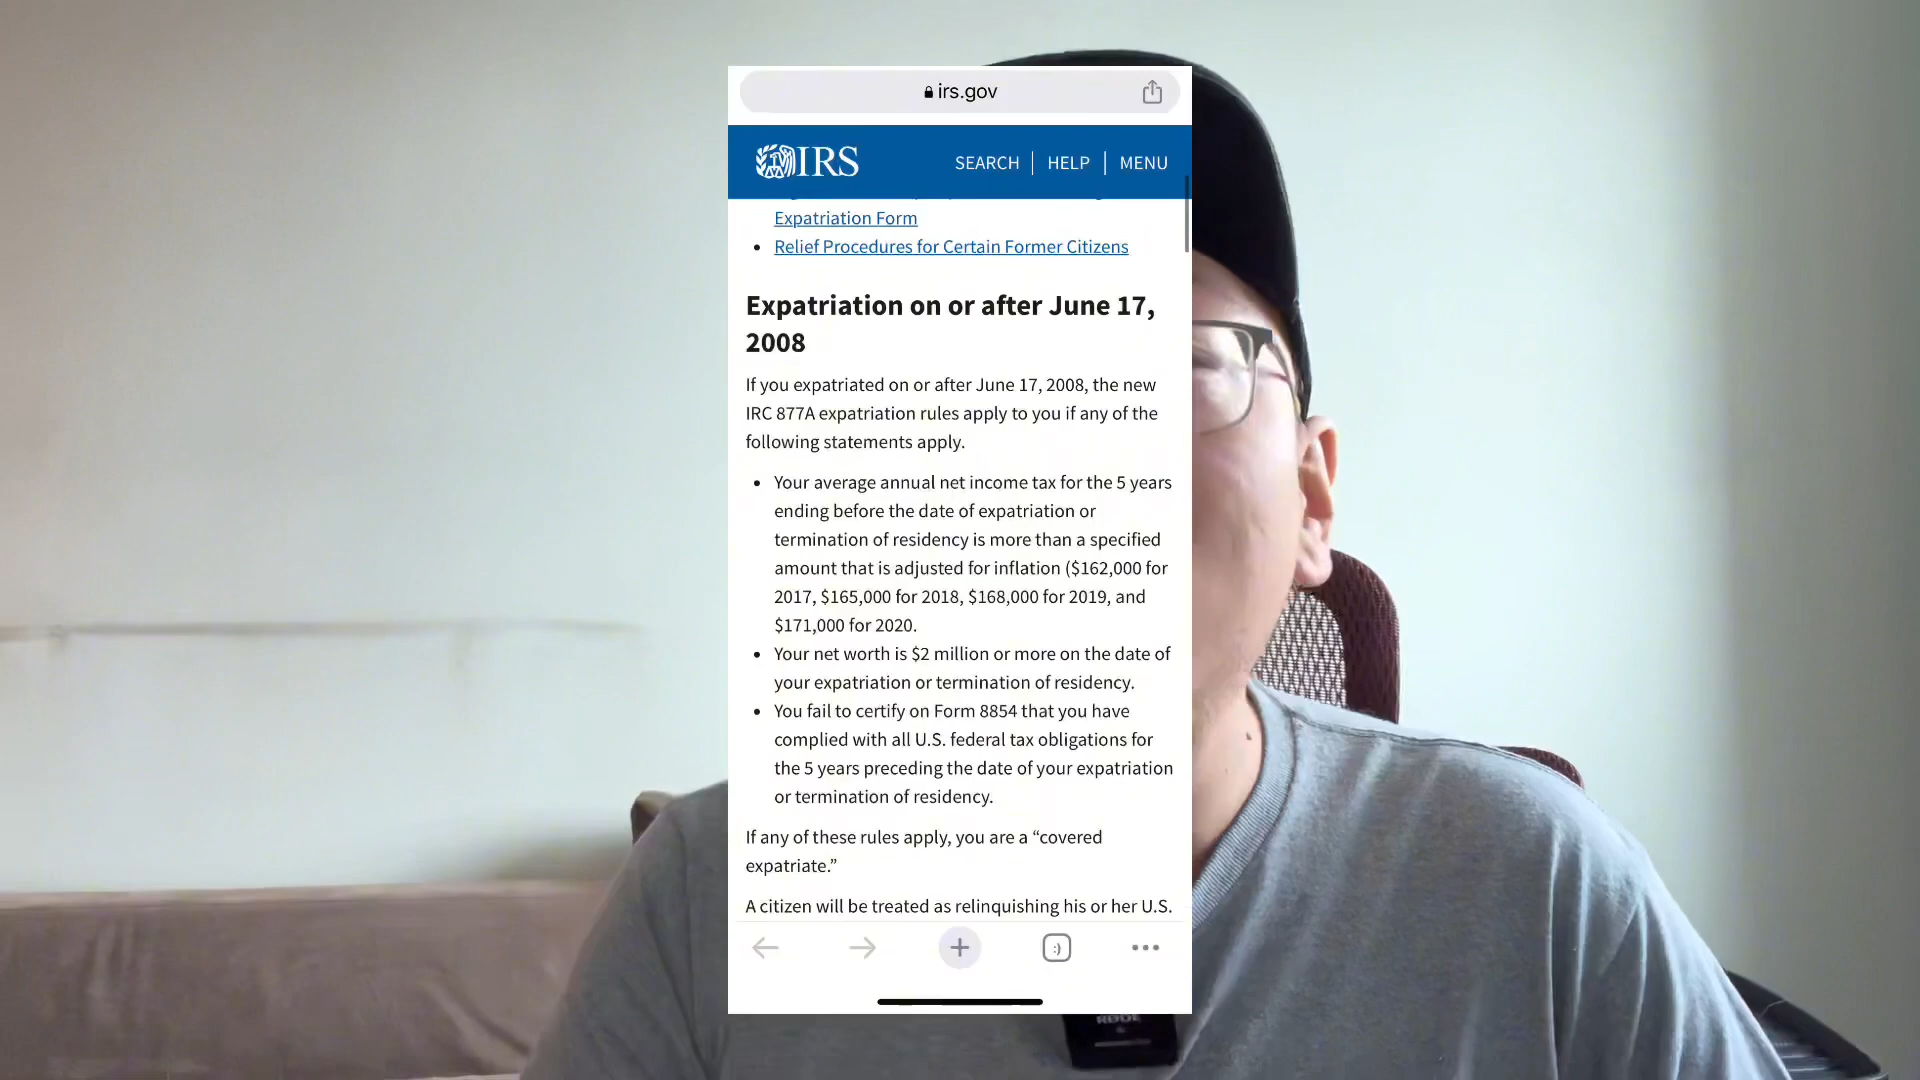 irs.gov
IRS
SEARCH | HELP | MENU
Expatriation Form
• Relief Procedures for Certain Former Citizens
Expatriation on or after June 17,
2008
If you expatriated on or after June 17, 2008, the new
IRC 877A expatriation rules apply to you if any of the
following statements apply.
• Your average annual net income tax for the 5 years
ending before the date of expatriation or
termination of residency is more than a specified
amount that is adjusted for inflation ($162,000 for
2017, $165,000 for 2018, $168,000 for 2019, and
$171,000 for 2020.
• Your net worth is $2 million or more on the date of
your expatriation or termination of residency.
• You fail to certify on Form 8854 that you have
complied with all U.S. federal tax obligations for
the 5 years preceding the date of your expatriation
or termination of residency.
If any of these rules apply, you are a “covered
expatriate.”
A citizen will be treated as relinquishing his or her U.S.
:)
RØDE